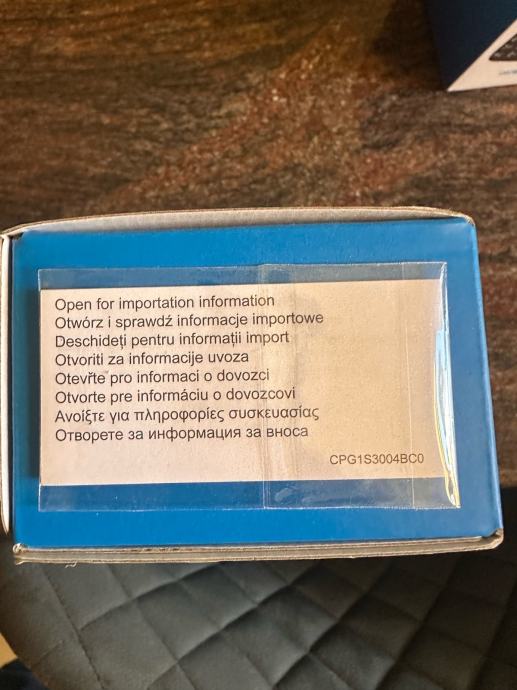 Open for importation information
Otwórz i sprawdź informacje importowe
Deschideți pentru informații import
Otvoriti za informacije uvoza
Otevřte pro informaci o dovozci
Otvorte pre informáciu o dovozcovi
Ανοίξτε για πληροφορίες συσκευασίας
Отворете за информация за вноса
CPG1S3004BC0